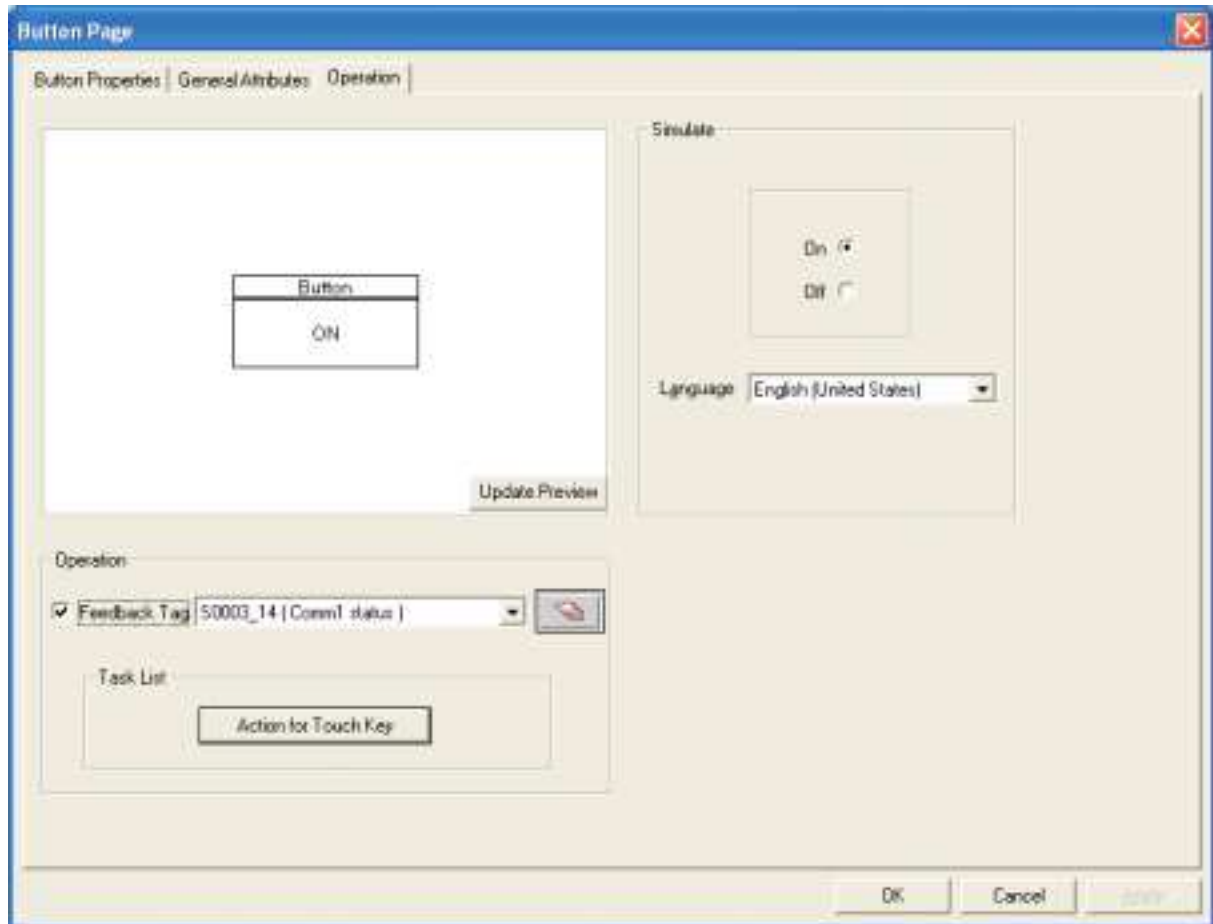 Button Page
Button Properties General Attributes Operation
Simulate
Button
ON
On
Off
Language English (United States)
Update Preview
Operation
Feedback Tag S0003_14 ( Comm1 status )
Task List
Action for Touch Key
OK Cancel Apply